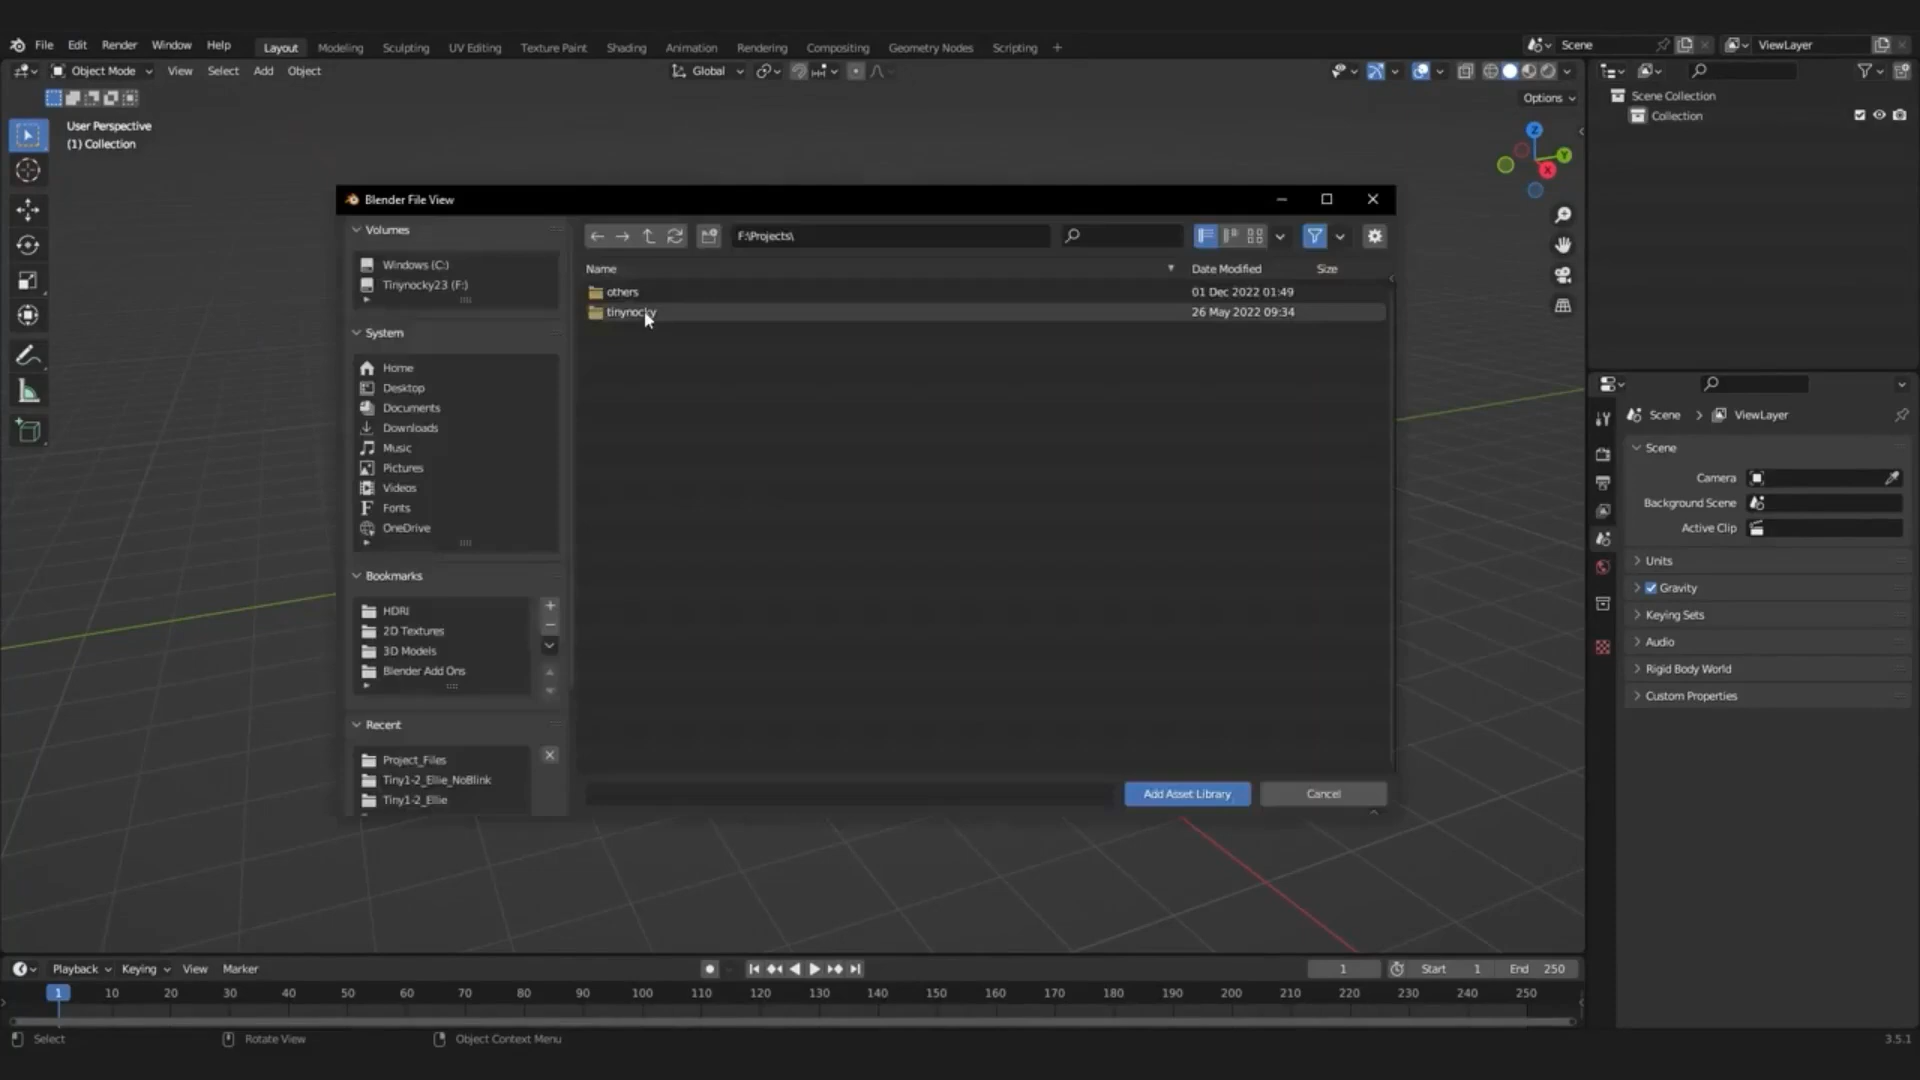 File Edit Render Window Help Layout Modeling Sculpting UV Editing Texture Paint Shading Animation Rendering Compositing Geometry Nodes Scripting + Scene ViewLayer
Object Mode View Select Add Object Global
Options
User Perspective
(1) Collection
Z
Y
X
Scene Collection
Collection
Blender File View
Volumes
Windows (C:)
Tinynocky23 (F:)
System
Home
Desktop
Documents
Downloads
Music
Pictures
Videos
Fonts
OneDrive
Bookmarks
HDRI
2D Textures
3D Models
Blender Add Ons
Recent
Project_Files
Tiny1-2_Ellie_NoBlink
Tiny1-2_Ellie
F:\Projects\
Name Date Modified Size
others 01 Dec 2022 01:49
tinynocky 26 May 2022 09:34
Add Asset Library Cancel
Scene > ViewLayer
Scene
Camera
Background Scene
Active Clip
Units
Gravity
Keying Sets
Audio
Rigid Body World
Custom Properties
Playback Keying View Marker 1 Start 1 End 250
1 10 20 30 40 50 60 70 80 90 100 110 120 130 140 150 160 170 180 190 200 210 220 230 240 250
Select Rotate View Object Context Menu 3.5.1